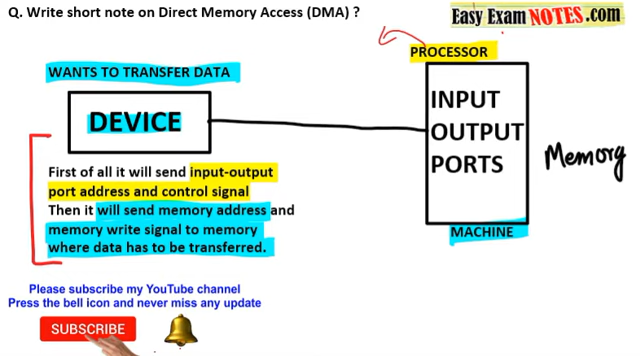 Q. Write short note on Direct Memory Access (DMA) ?
Easy Exam NOTES.com
PROCESSOR
WANTS TO TRANSFER DATA
DEVICE
INPUT
OUTPUT
PORTS
Memory
First of all it will send input-output
port address and control signal
Then it will send memory address and
memory write signal to memory
where data has to be transferred.
MACHINE
Please subscribe my YouTube channel
Press the bell icon and never miss any update
SUBSCRIBE